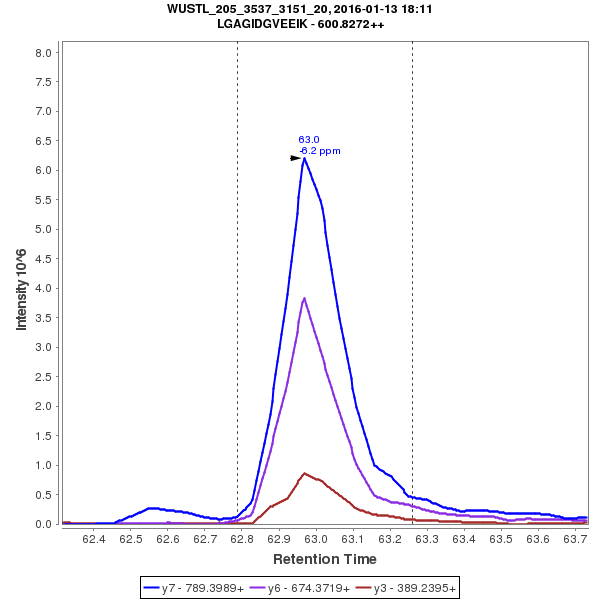 WUSTL_205_3537_3151_20, 2016-01-13 18:11
LGAGIDGVEEIK - 600.8272++
Intensity 10^6
8.0
7.5
7.0
6.5
6.0
5.5
5.0
4.5
4.0
3.5
3.0
2.5
2.0
1.5
1.0
0.5
0.0
63.0
-6.2 ppm
62.4 62.5 62.6 62.7 62.8 62.9 63.0 63.1 63.2 63.3 63.4 63.5 63.6 63.7
Retention Time
y7 - 789.3989+ y6 - 674.3719+ y3 - 389.2395+